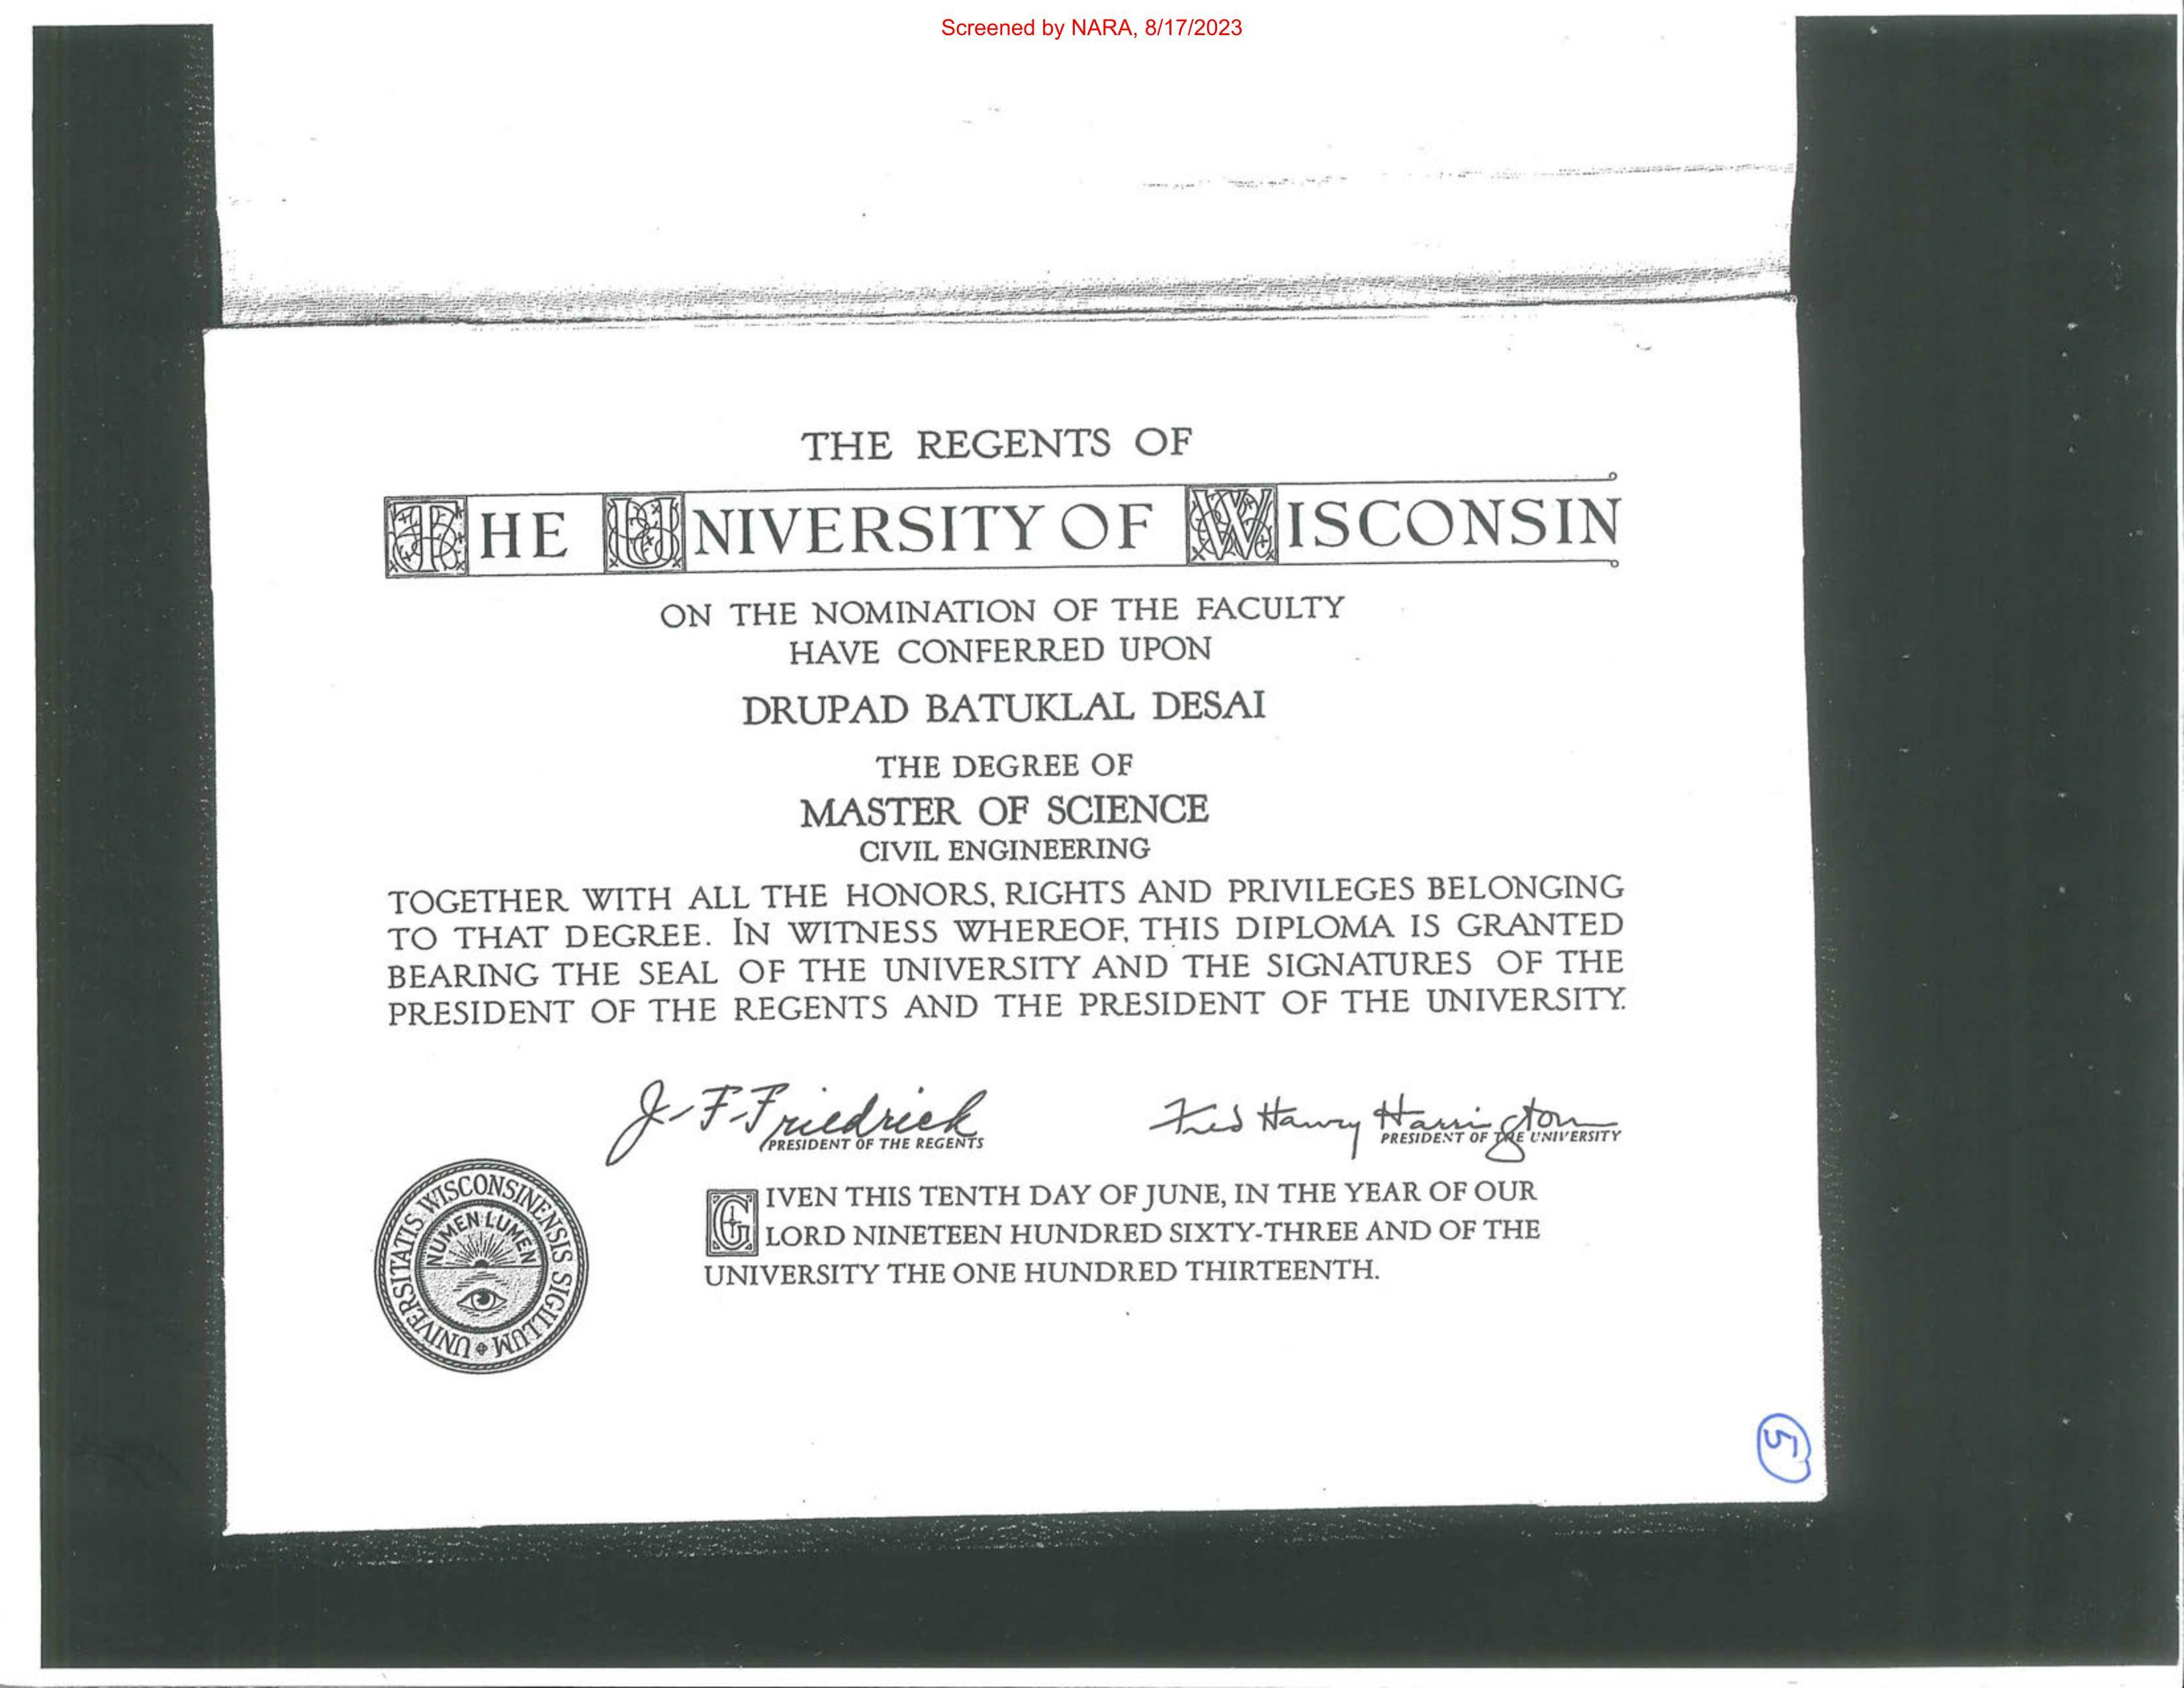 Screened by NARA, 8/17/2023
THE REGENTS OF
THE UNIVERSITY OF WISCONSIN
ON THE NOMINATION OF THE FACULTY
HAVE CONFERRED UPON
DRUPAD BATUKLAL DESAI
THE DEGREE OF
MASTER OF SCIENCE
CIVIL ENGINEERING
TOGETHER WITH ALL THE HONORS, RIGHTS AND PRIVILEGES BELONGING
TO THAT DEGREE. IN WITNESS WHEREOF, THIS DIPLOMA IS GRANTED
BEARING THE SEAL OF THE UNIVERSITY AND THE SIGNATURES OF THE
PRESIDENT OF THE REGENTS AND THE PRESIDENT OF THE UNIVERSITY.
J. F. Friedrick
PRESIDENT OF THE REGENTS
Fred Harvey Harrington
PRESIDENT OF THE UNIVERSITY
UNIVERSITATIS WISCONSINENSIS SIGILLUM
NUMEN LUMEN
GIVEN THIS TENTH DAY OF JUNE, IN THE YEAR OF OUR
LORD NINETEEN HUNDRED SIXTY-THREE AND OF THE
UNIVERSITY THE ONE HUNDRED THIRTEENTH.
5